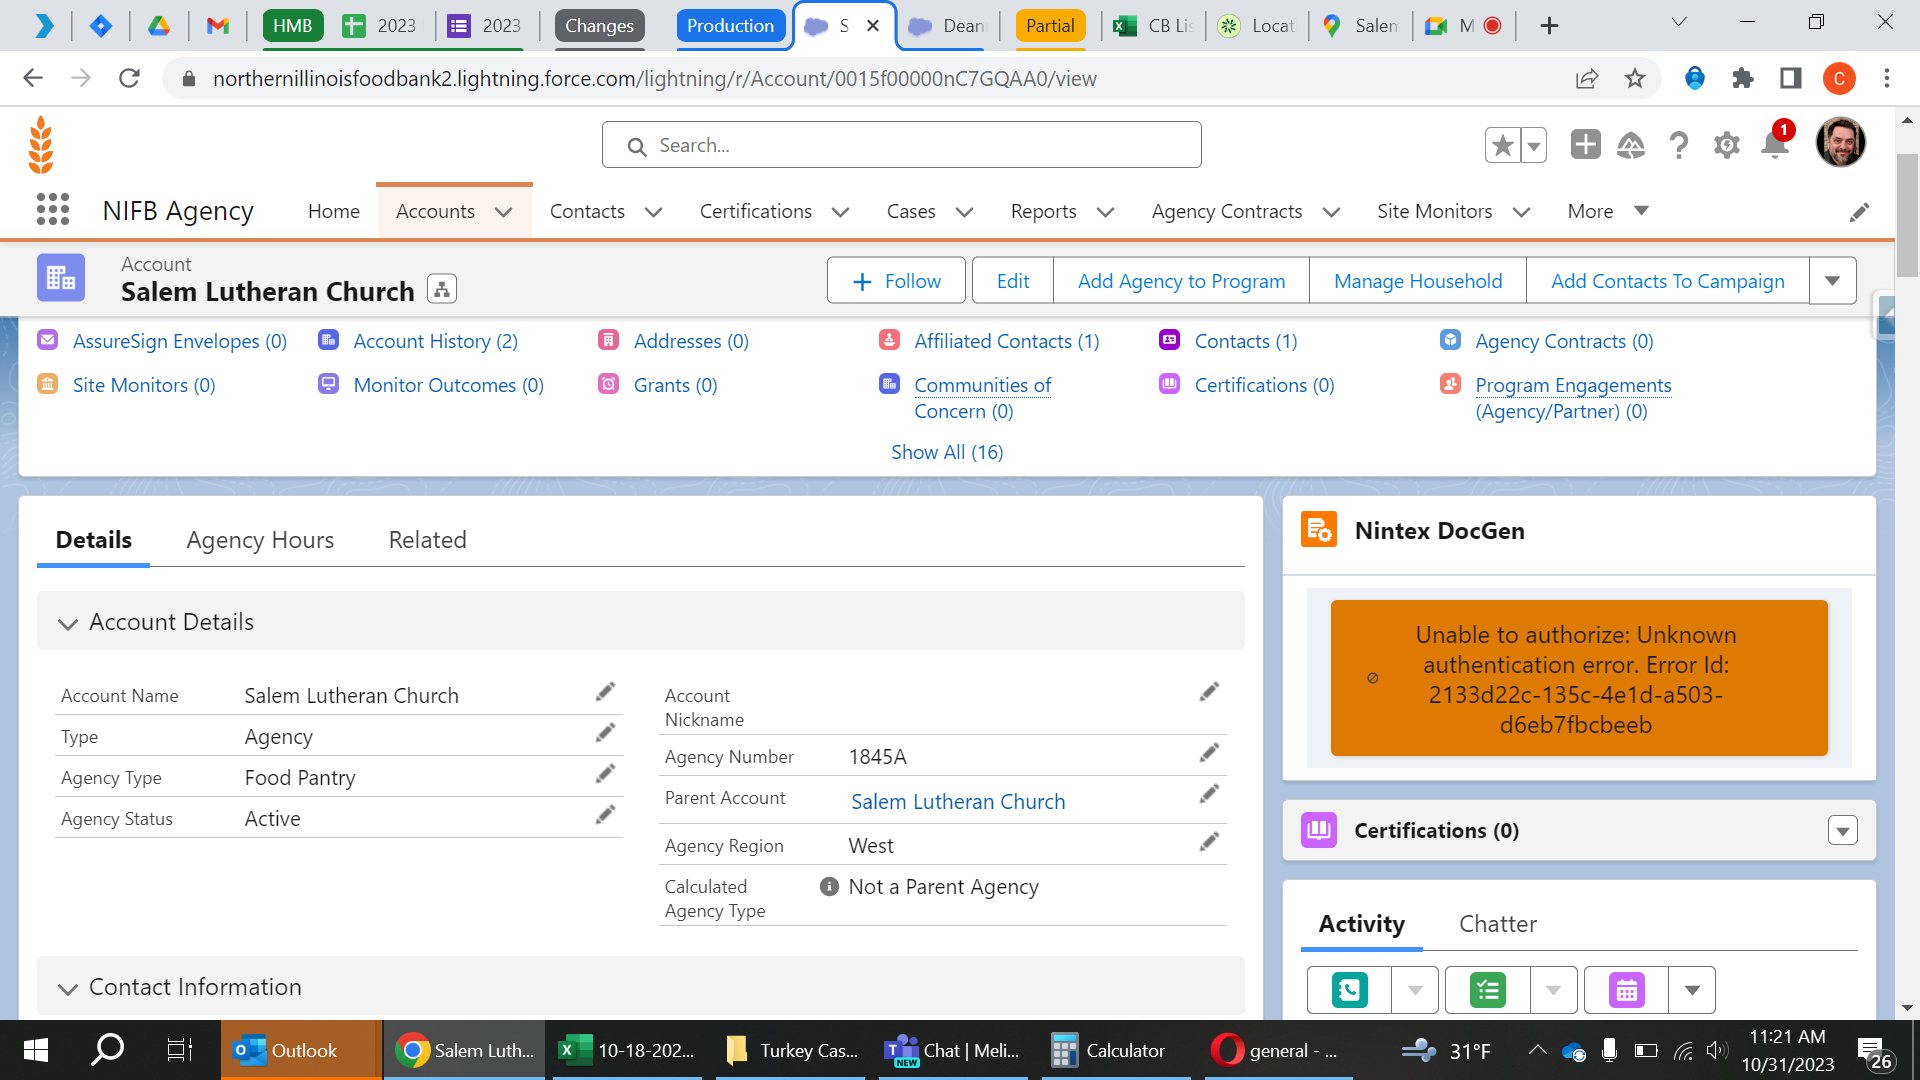 HMB
2023
2023
Changes
Production
S
Dean
Partial
CB Lis
Locat
Salem
M
northernillinoisfoodbank2.lightning.force.com/lightning/r/Account/0015f00000nC7GQAA0/view
C
Search...
1
NIFB Agency
Home
Accounts
Contacts
Certifications
Cases
Reports
Agency Contracts
Site Monitors
More
Account
Salem Lutheran Church
Follow
Edit
Add Agency to Program
Manage Household
Add Contacts To Campaign
AssureSign Envelopes (0)
Account History (2)
Addresses (0)
Affiliated Contacts (1)
Contacts (1)
Agency Contracts (0)
Site Monitors (0)
Monitor Outcomes (0)
Grants (0)
Communities of
Concern (0)
Certifications (0)
Program Engagements
(Agency/Partner) (0)
Show All (16)
Details
Agency Hours
Related
Account Details
Account Name
Salem Lutheran Church
Type
Agency
Agency Type
Food Pantry
Agency Status
Active
Account
Nickname
Agency Number
1845A
Parent Account
Salem Lutheran Church
Agency Region
West
Calculated
Agency Type
Not a Parent Agency
Contact Information
Nintex DocGen
Unable to authorize: Unknown
authentication error. Error Id:
2133d22c-135c-4e1d-a503-
d6eb7fbcbeeb
Certifications (0)
Activity
Chatter
Outlook
Salem Luth...
10-18-202...
Turkey Cas...
NEW
Chat | Meli...
Calculator
general - ...
31°F
11:21 AM
10/31/2023
26